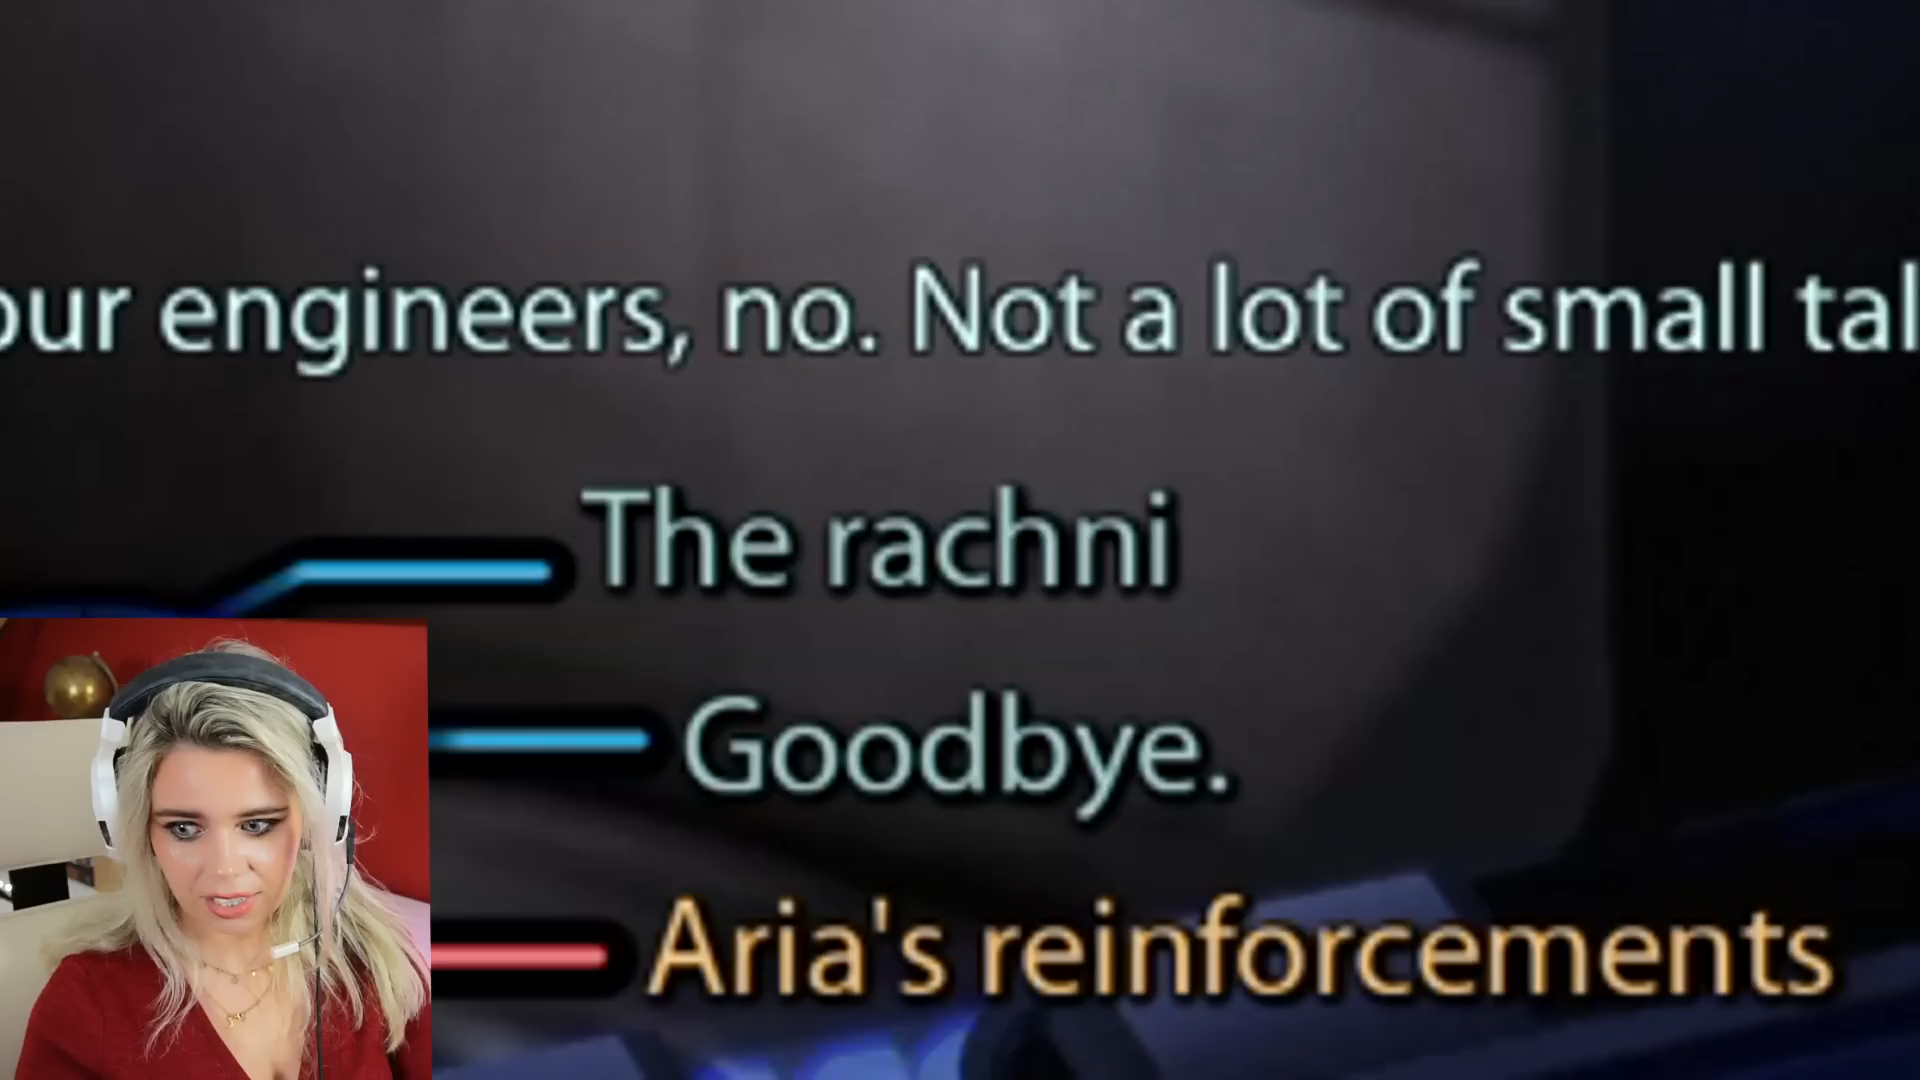 our engineers, no. Not a lot of small tal
The rachni
Goodbye.
Aria's reinforcements